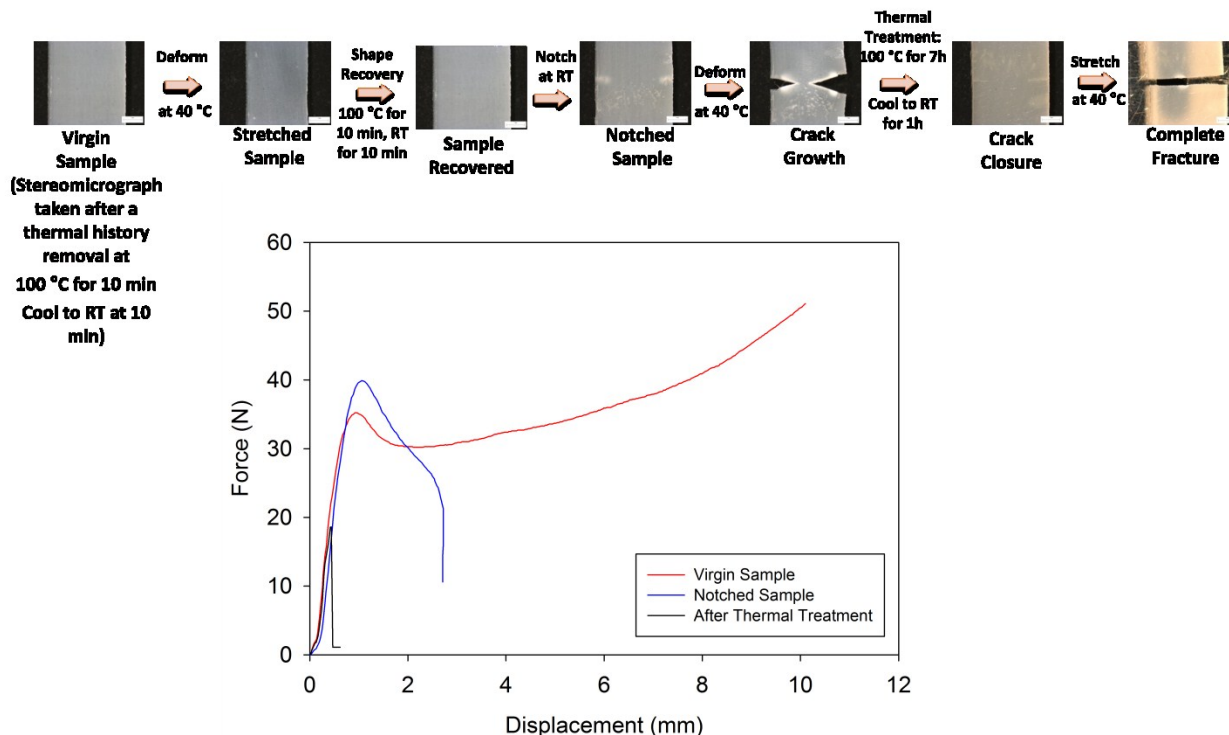 Deform
at 40 °C
Shape
Recovery
100 °C for
10 min, RT
for 10 min
Notch
at RT
Deform
at 40 °C
Thermal
Treatment:
100 °C for 7h
Cool to RT
for 1h
Stretch
at 40 °C
Virgin
Sample
(Stereomicrograph
taken after a
thermal history
removal at
100 °C for 10 min
Cool to RT at 10
min)
Stretched
Sample
Sample
Recovered
Notched
Sample
Crack
Growth
Crack
Closure
Complete
Fracture
Force (N)
60
50
40
30
20
10
0
0 2 4 6 8 10 12
Displacement (mm)
Virgin Sample
Notched Sample
After Thermal Treatment